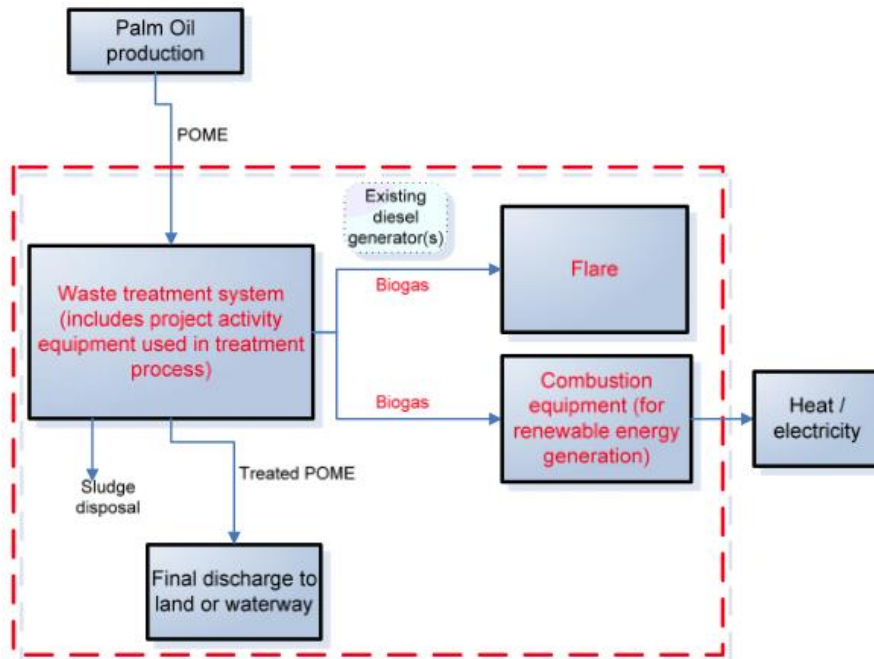 Palm Oil
production
POME
Existing
diesel
generator(s)
Waste treatment system
(includes project activity
equipment used in treatment
process)
Biogas
Flare
Biogas
Combustion
equipment (for
renewable energy
generation)
Heat /
electricity
Sludge
disposal
Treated POME
Final discharge to
land or waterway